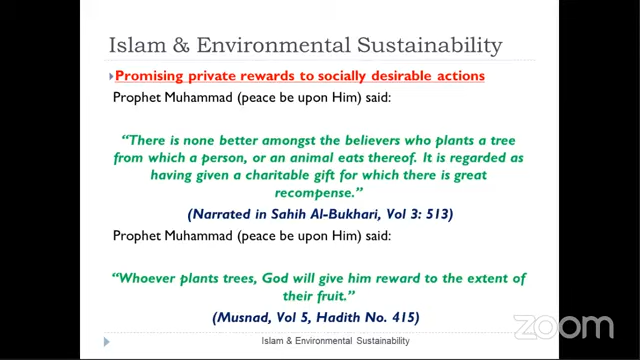 Islam & Environmental Sustainability
Promising private rewards to socially desirable actions
Prophet Muhammad (peace be upon Him) said:
“There is none better amongst the believers who plants a tree
from which a person, or an animal eats thereof. It is regarded as
having given a charitable gift for which there is great
recompense.”
(Narrated in Sahih Al-Bukhari, Vol 3: 513)
Prophet Muhammad (peace be upon Him) said:
“Whoever plants trees, God will give him reward to the extent of
their fruit.”
(Musnad, Vol 5, Hadith No. 415)
zoom
Islam & Environmental Sustainability